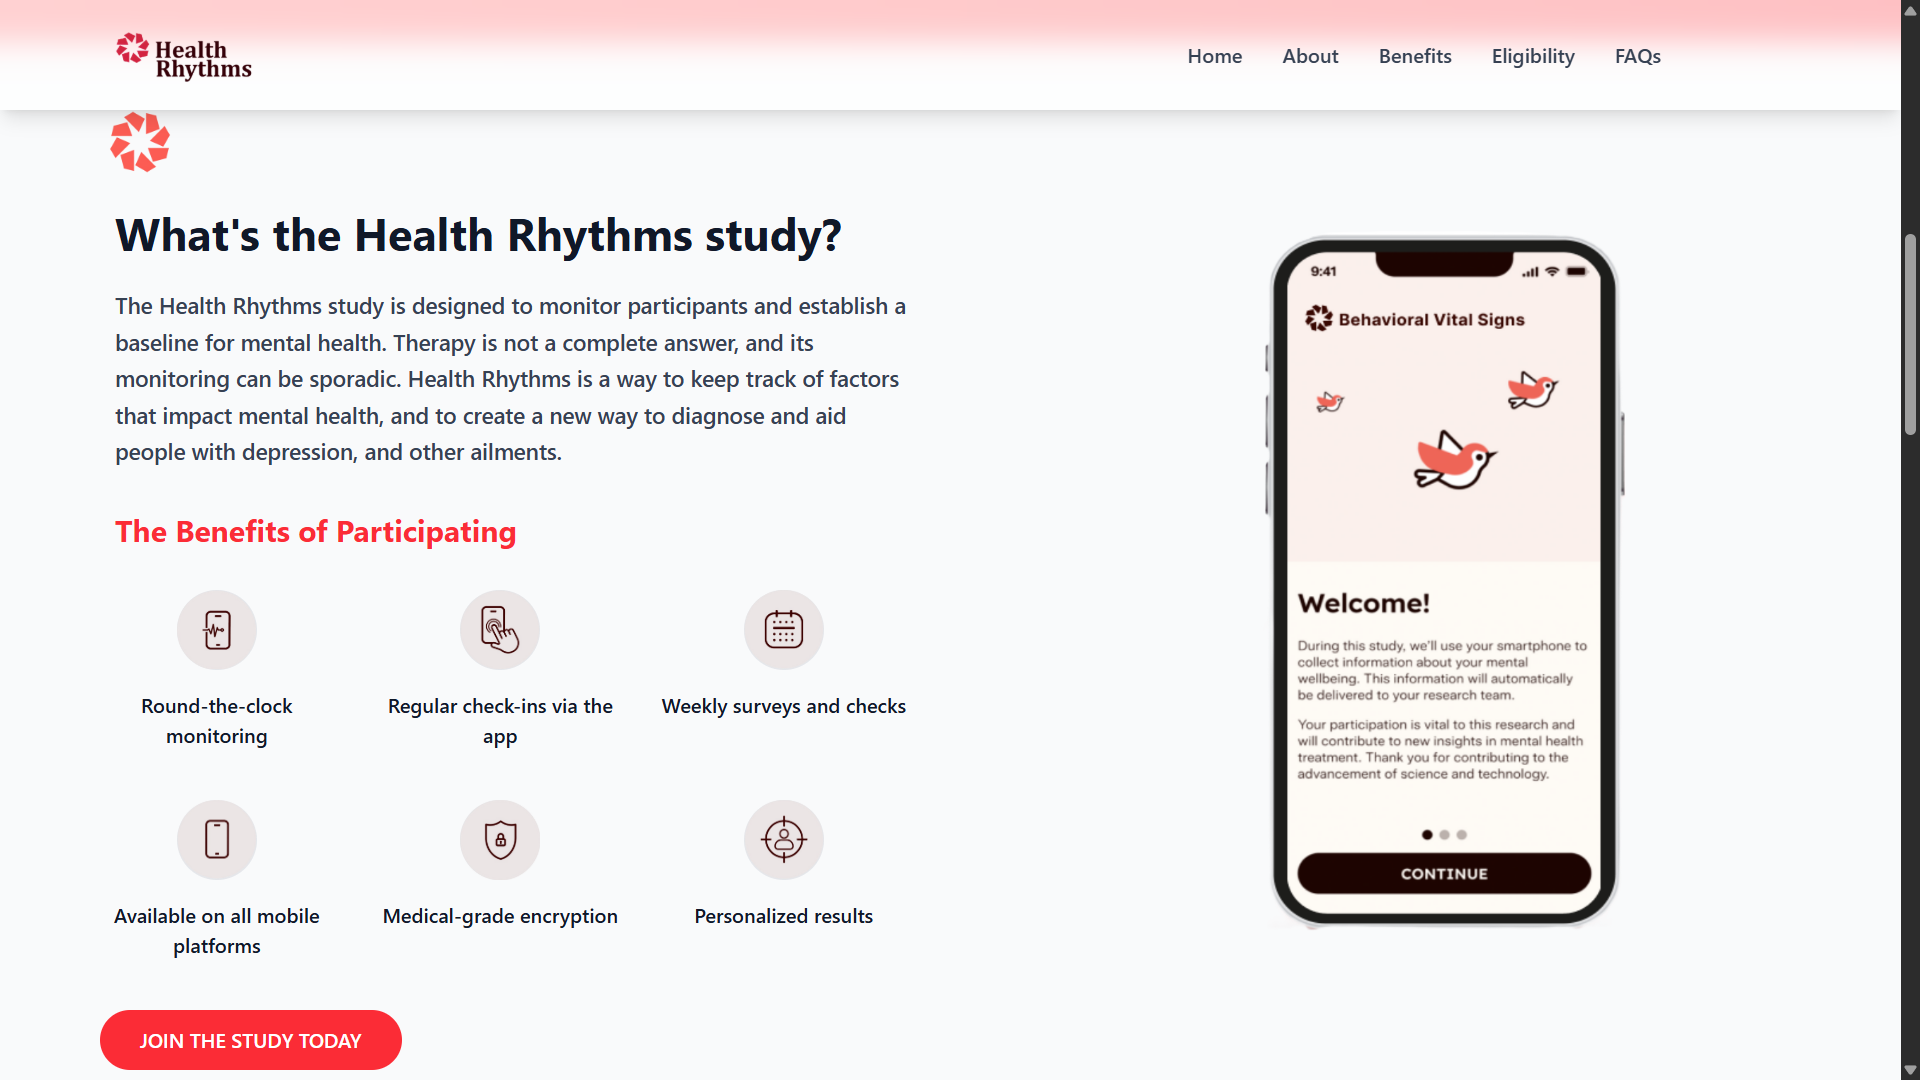 Health
Rhythms
Home
About
Benefits
Eligibility
FAQs
What's the Health Rhythms study?
The Health Rhythms study is designed to monitor participants and establish a
baseline for mental health. Therapy is not a complete answer, and its
monitoring can be sporadic. Health Rhythms is a way to keep track of factors
that impact mental health, and to create a new way to diagnose and aid
people with depression, and other ailments.
The Benefits of Participating
Round-the-clock
monitoring
Regular check-ins via the
app
Weekly surveys and checks
Available on all mobile
platforms
Medical-grade encryption
Personalized results
JOIN THE STUDY TODAY
9:41
Behavioral Vital Signs
Welcome!
During this study, we'll use your smartphone to
collect information about your mental
wellbeing. This information will automatically
be delivered to your research team.
Your participation is vital to this research and
will contribute to new insights in mental health
treatment. Thank you for contributing to the
advancement of science and technology.
CONTINUE